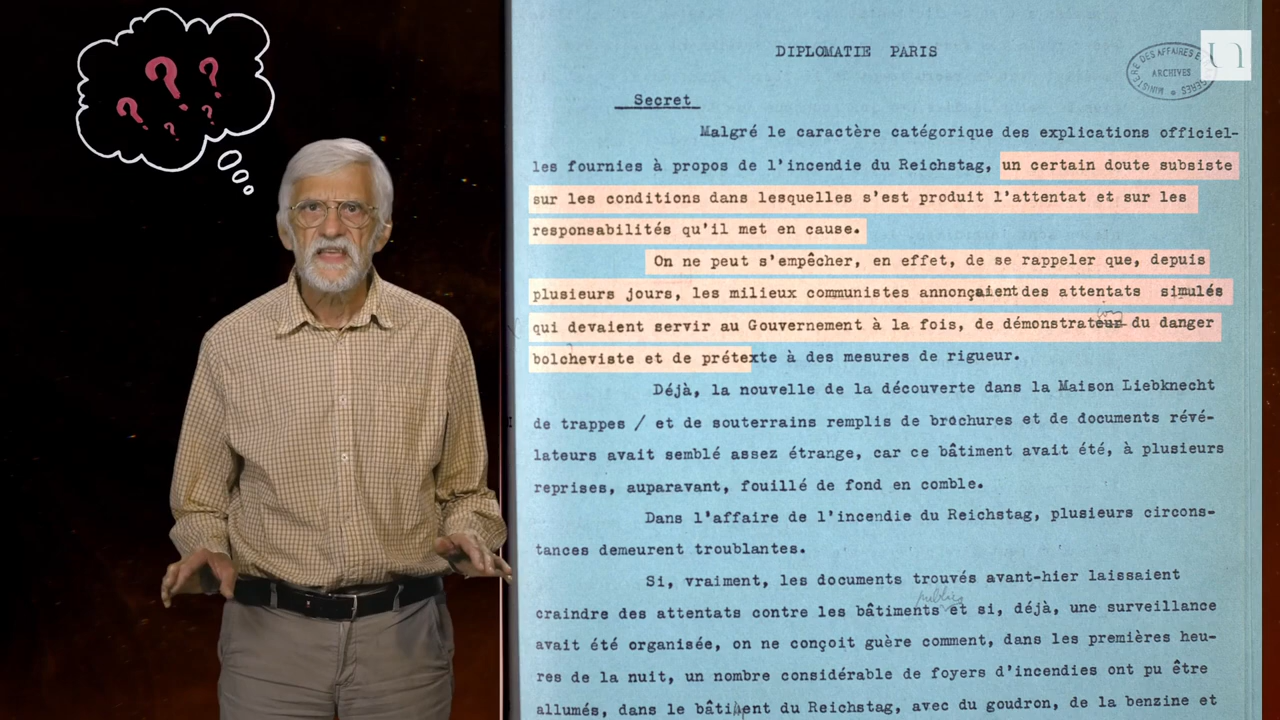 ? ? ? ? ?
DIPLOMATIE PARIS
MINISTÈRE DES AFFAIRES
ARCHIVES
Secret
Malgré le caractère catégorique des explications officiel-
les fournies à propos de l'incendie du Reichstag, un certain doute subsiste
sur les conditions dans lesquelles s'est produit l'attentat et sur les
responsabilités qu'il met en cause.
On ne peut s'empêcher, en effet, de se rappeler que, depuis
plusieurs jours, les milieux communistes annonçaient des attentats simulés
qui devaient servir au Gouvernement à la fois, de démonstrateur du danger
bolcheviste et de prétexte à des mesures de rigueur.
Déjà, la nouvelle de la découverte dans la Maison Liebknecht
de trappes / et de souterrains remplis de brochures et de documents révé-
lateurs avait semblé assez étrange, car ce bâtiment avait été, à plusieurs
reprises, auparavant, fouillé de fond en comble.
Dans l'affaire de l'incendie du Reichstag, plusieurs circons-
tances demeurent troublantes.
Si, vraiment, les documents trouvés avant-hier laissaient
publics
craindre des attentats contre les bâtiments et si, déjà, une surveillance
avait été organisée, on ne conçoit guère comment, dans les premières heu-
res de la nuit, un nombre considérable de foyers d'incendies ont pu être
allumés, dans le bâtiment du Reichstag, avec du goudron, de la benzine et